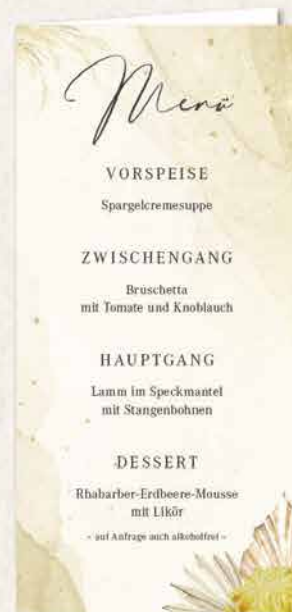 Menü
VORSPEISE
Spargelcremesuppe
ZWISCHENGANG
Bruschetta
mit Tomate und Knoblauch
HAUPTGANG
Lamm im Speckmantel
mit Stangenbohnen
DESSERT
Rhabarber-Erdbeere-Mousse
mit Likör
- auf Anfrage auch alkoholfrei -